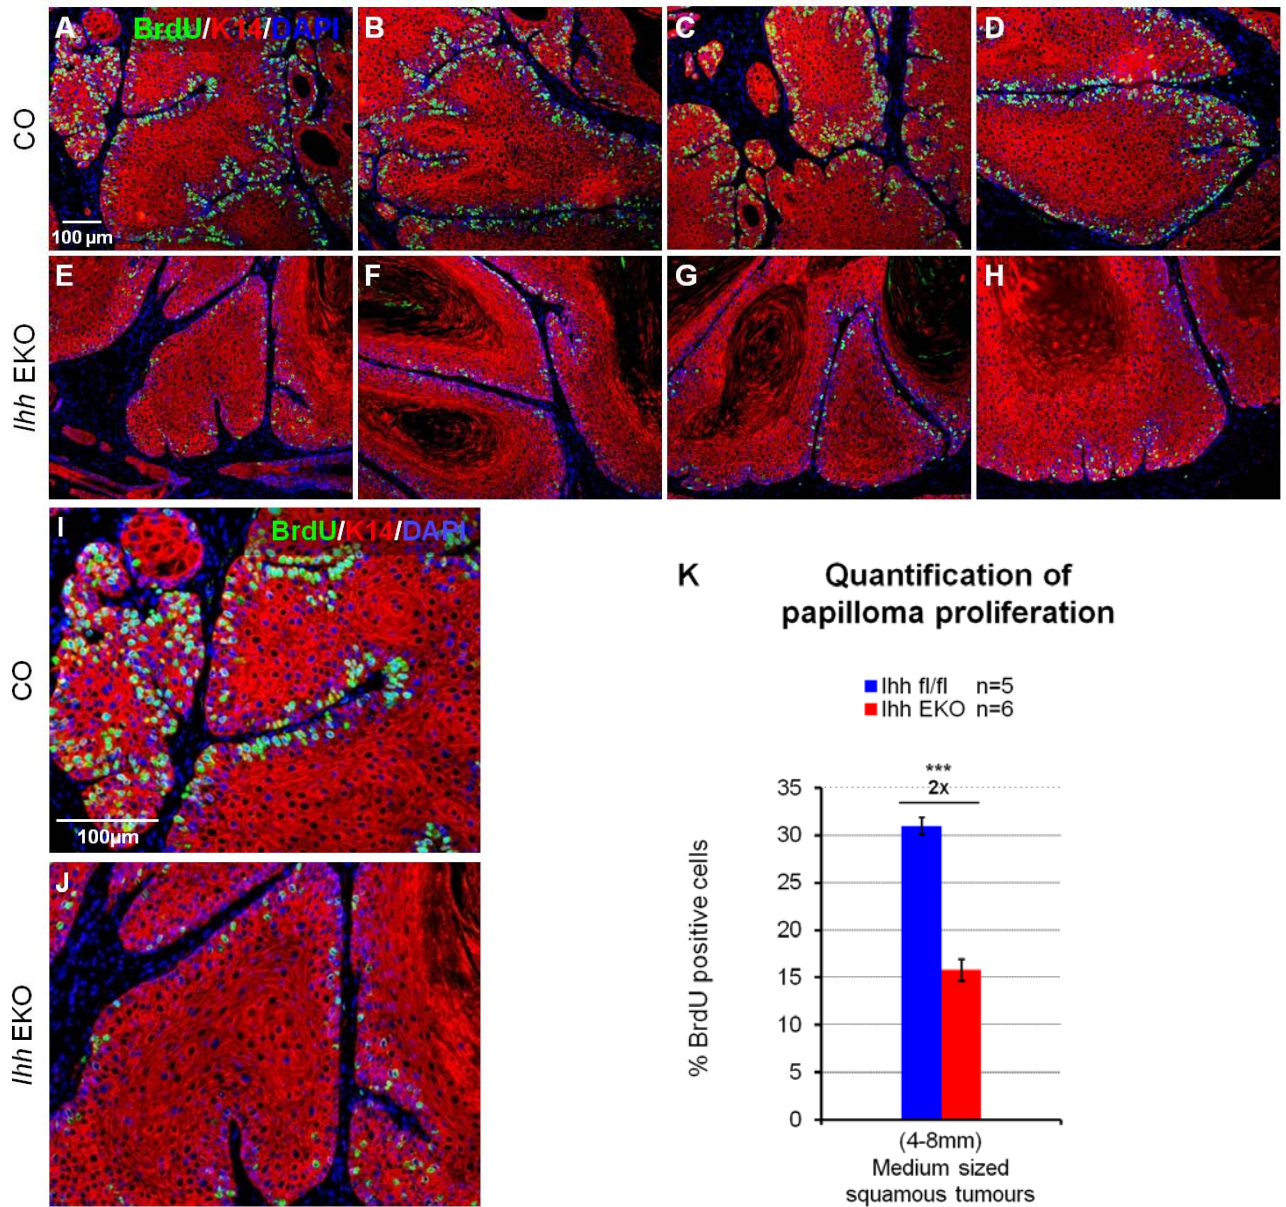 A BrdU/K14/DAPI
B
C
D
CO
100 µm
E
F
G
H
Ihh EKO
I BrdU/K14/DAPI
CO
100µm
J
Ihh EKO
K Quantification of
papilloma proliferation
Ihh fl/fl n=5
Ihh EKO n=6
***
2x
35
30
25
20
15
10
5
0
% BrdU positive cells
(4-8mm)
Medium sized
squamous tumours